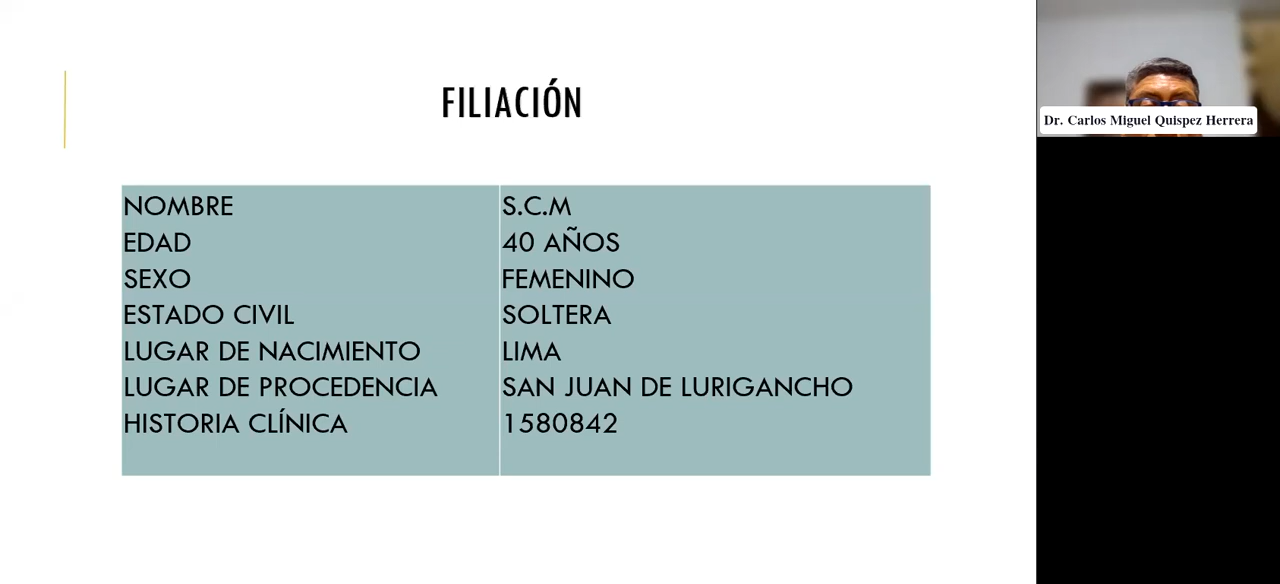 FILIACIÓN
NOMBRE S.C.M
EDAD 40 AÑOS
SEXO FEMENINO
ESTADO CIVIL SOLTERA
LUGAR DE NACIMIENTO LIMA
LUGAR DE PROCEDENCIA SAN JUAN DE LURIGANCHO
HISTORIA CLÍNICA 1580842
Dr. Carlos Miguel Quispez Herrera